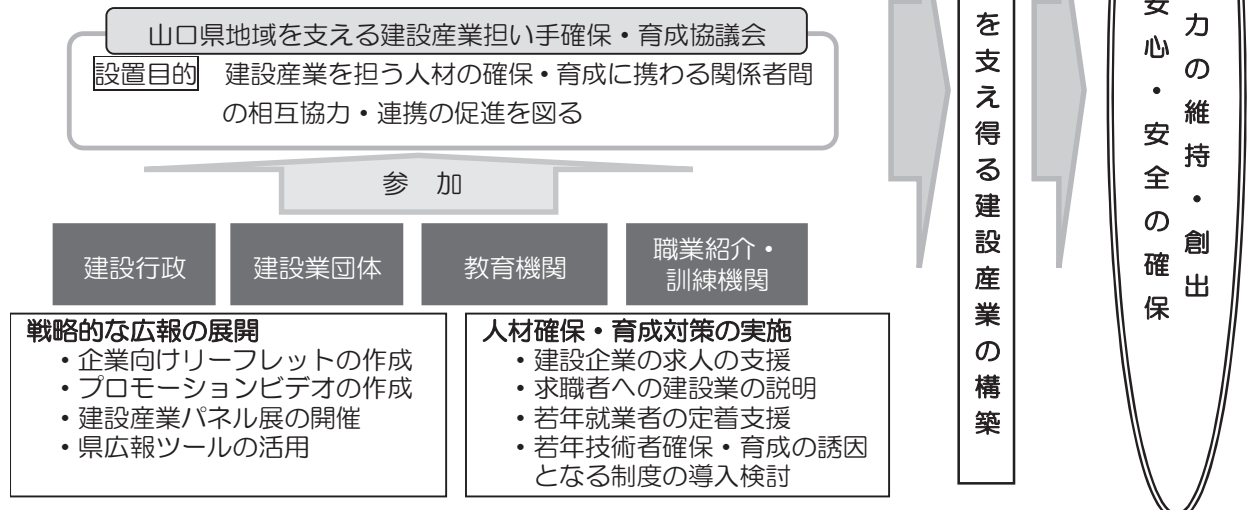 山口県地域を支える建設産業担い手確保・育成協議会
設置目的 建設産業を担う人材の確保・育成に携わる関係者間
の相互協力・連携の促進を図る
参 加
建設行政
建設業団体
教育機関
職業紹介・
訓練機関
戦略的な広報の展開
・企業向けリーフレットの作成
・プロモーションビデオの作成
・建設産業パネル展の開催
・県広報ツールの活用
人材確保・育成対策の実施
・建設企業の求人の支援
・求職者への建設業の説明
・若年就業者の定着支援
・若年技術者確保・育成の誘因
となる制度の導入検討
を支え得る建設産業の構築
力の維持・創出
心・安全の確保